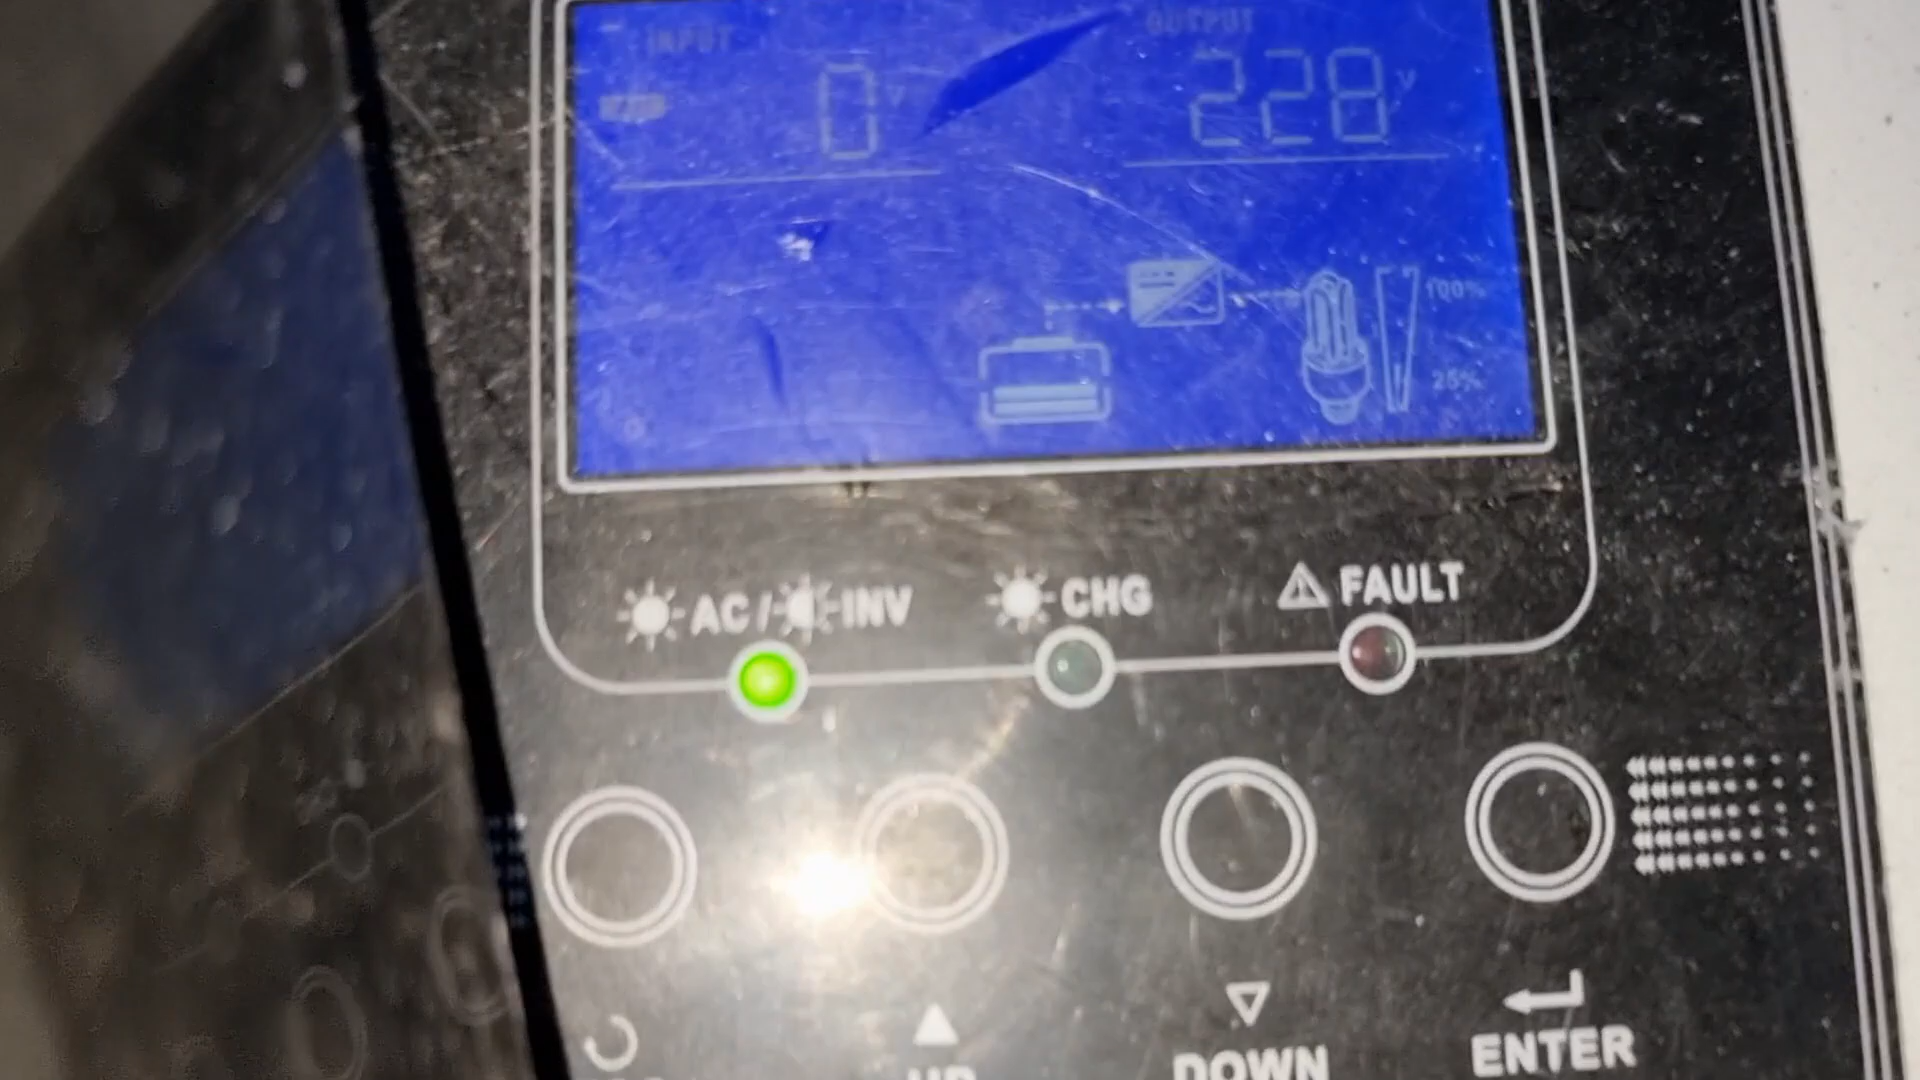 INPUT OUTPUT
0 V 228 V
100%
25%
AC / INV CHG FAULT
UP DOWN ENTER